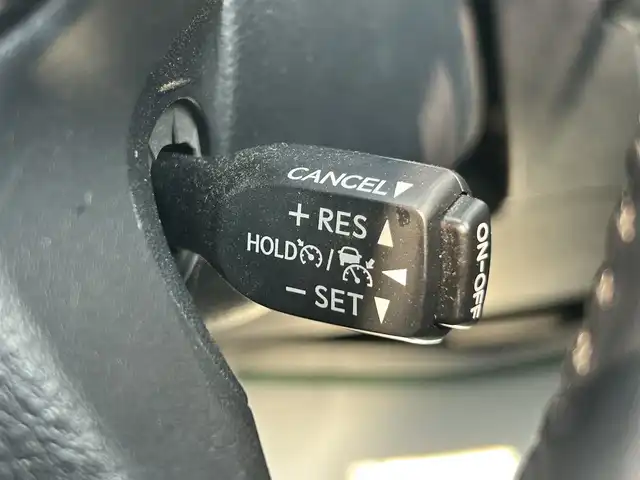 CANCEL
+ RES
HOLD /
− SET
ON-OFF